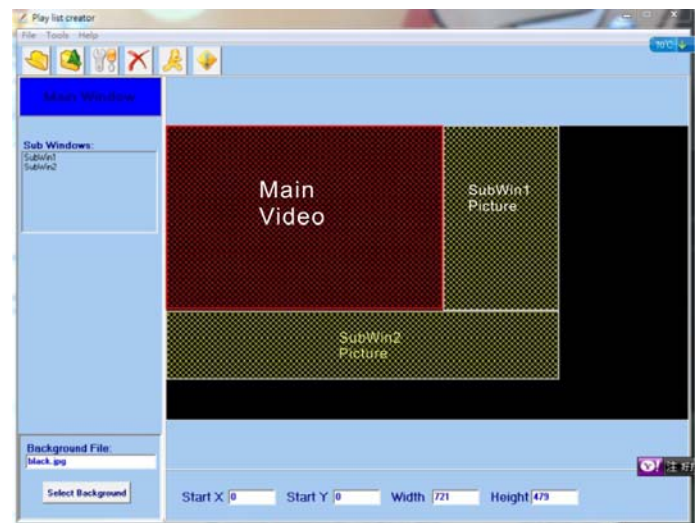 Play list creator
File Tools Help
70°C
Main Window
Sub Windows:
SubWin1
SubWin2
Main
Video
SubWin1
Picture
SubWin2
Picture
Background File:
black.jpg
Select Background
Start X 0 Start Y 0 Width 721 Height 479